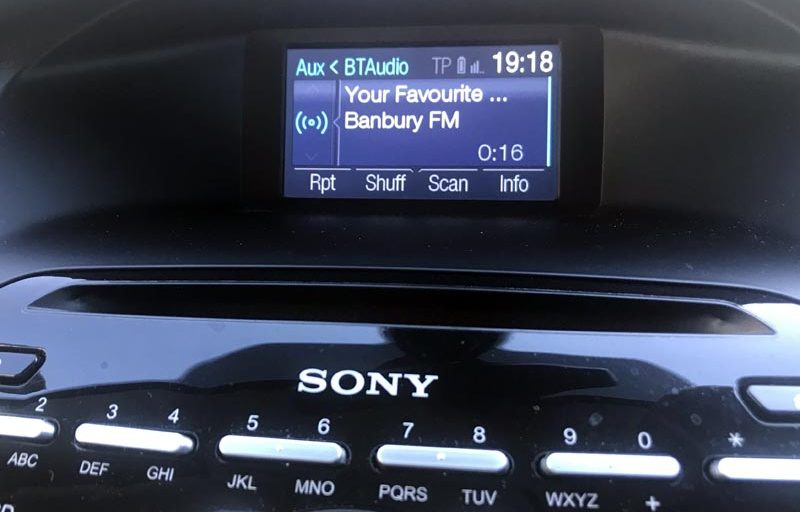 Aux < BTAudio TP 19:18
Your Favourite ...
Banbury FM
0:16
Rpt Shuff Scan Info
SONY
2 3 4 5 6 7 8 9 0 *
ABC DEF GHI JKL MNO PQRS TUV WXYZ +